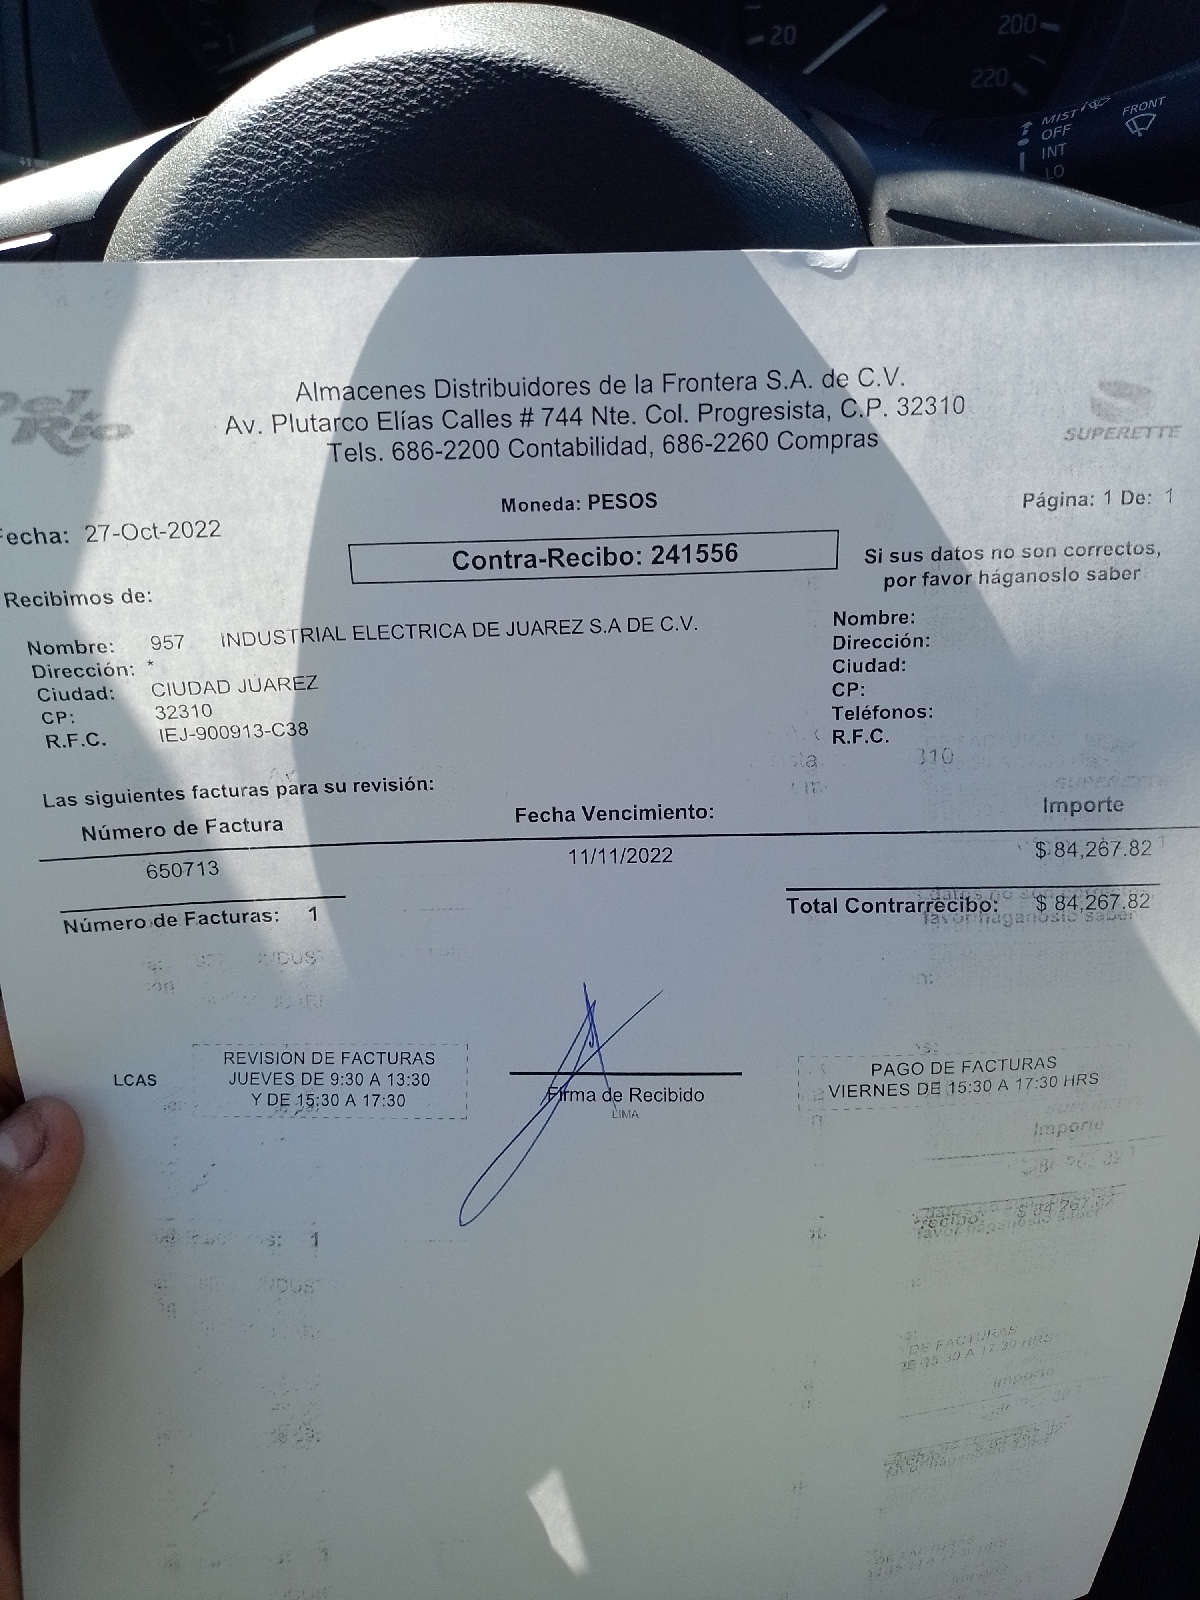 20
200
220
MIST
OFF
INT
LO
FRONT
Del Rio
SUPERETTE
Almacenes Distribuidores de la Frontera S.A. de C.V.
Av. Plutarco Elías Calles # 744 Nte. Col. Progresista, C.P. 32310
Tels. 686-2200 Contabilidad, 686-2260 Compras
Moneda: PESOS
Página: 1 De: 1
Fecha: 27-Oct-2022
Contra-Recibo: 241556
Si sus datos no son correctos,
por favor háganoslo saber
Recibimos de:
Nombre: 957 INDUSTRIAL ELECTRICA DE JUAREZ S.A DE C.V.
Dirección: *
Ciudad: CIUDAD JUAREZ
CP: 32310
R.F.C. IEJ-900913-C38
Nombre:
Dirección:
Ciudad:
CP:
Teléfonos:
R.F.C.
Las siguientes facturas para su revisión:
Número de Factura Fecha Vencimiento: Importe
650713 11/11/2022 $ 84,267.82
Número de Facturas: 1
Total Contrarrecibo: $ 84,267.82
LCAS
REVISION DE FACTURAS
JUEVES DE 9:30 A 13:30
Y DE 15:30 A 17:30
Firma de Recibido
LIMA
PAGO DE FACTURAS
VIERNES DE 15:30 A 17:30 HRS
Importe